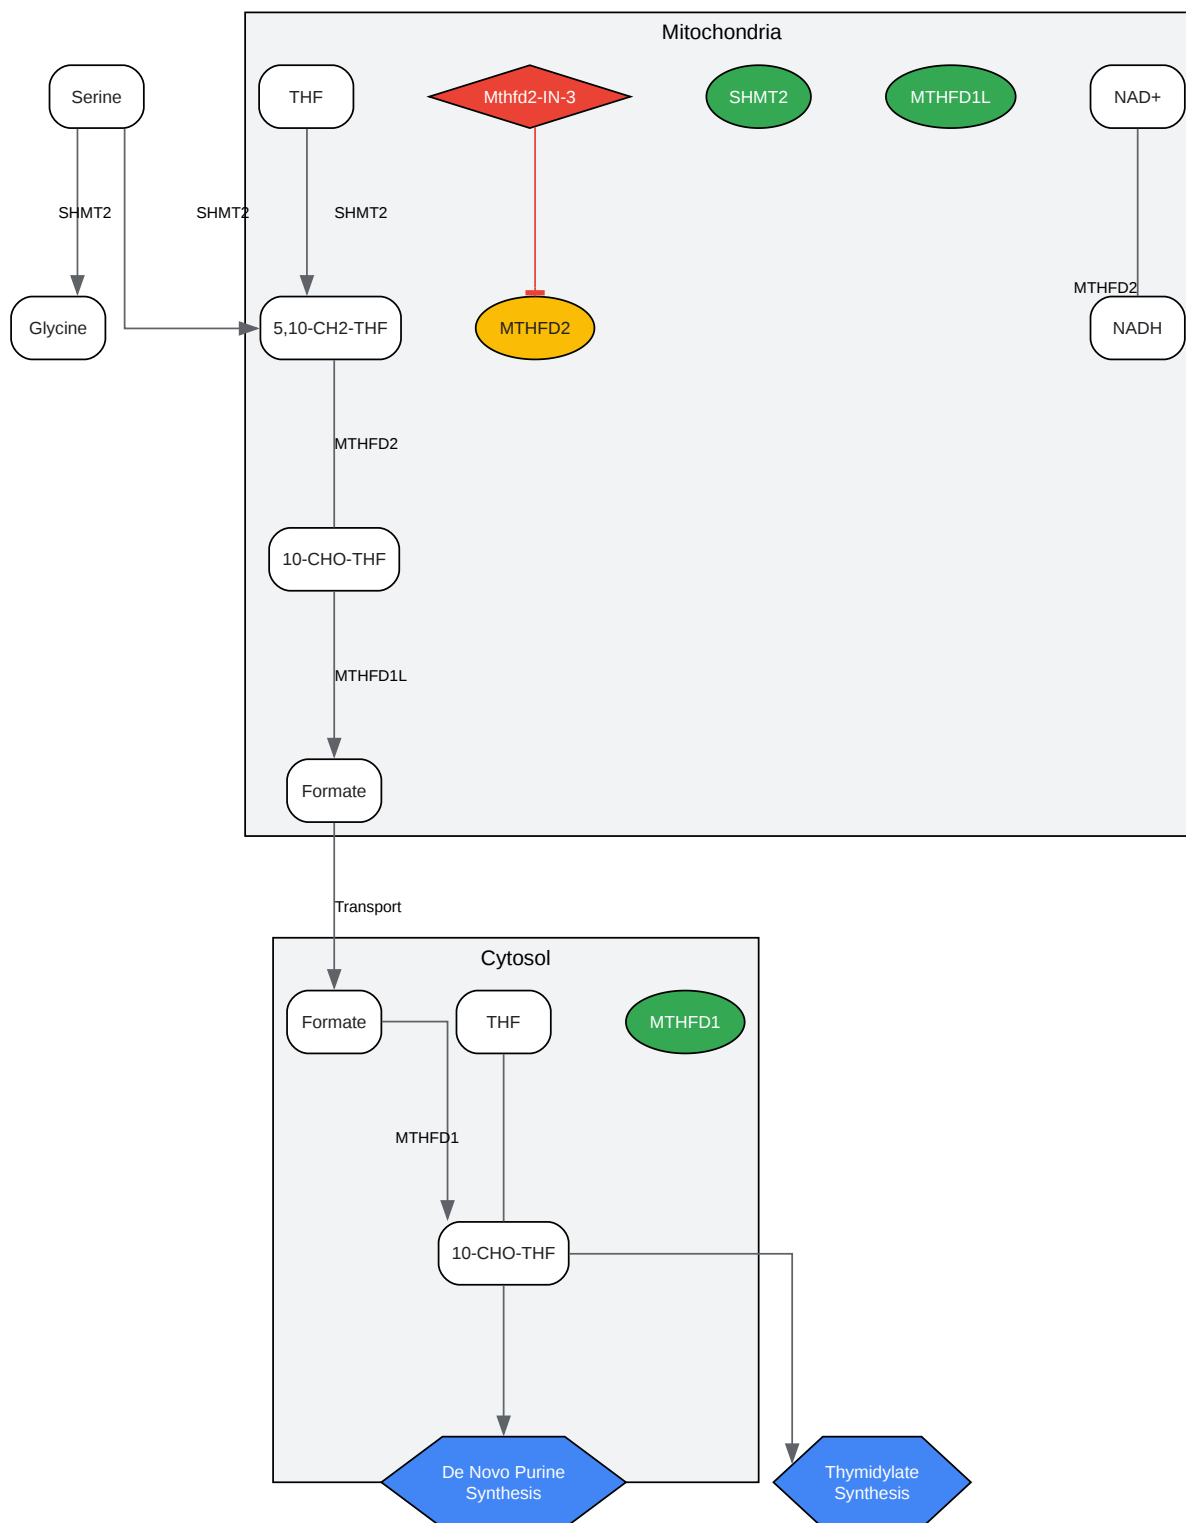 Mitochondria
Serine
THF
Mthfd2-IN-3
SHMT2
MTHFD1L
NAD+
SHMT2
SHMT2
SHMT2
MTHFD2
Glycine
5,10-CH2-THF
MTHFD2
NADH
MTHFD2
10-CHO-THF
MTHFD1L
Formate
Transport
Cytosol
Formate
THF
MTHFD1
MTHFD1
10-CHO-THF
De Novo Purine
Synthesis
Thymidylate
Synthesis